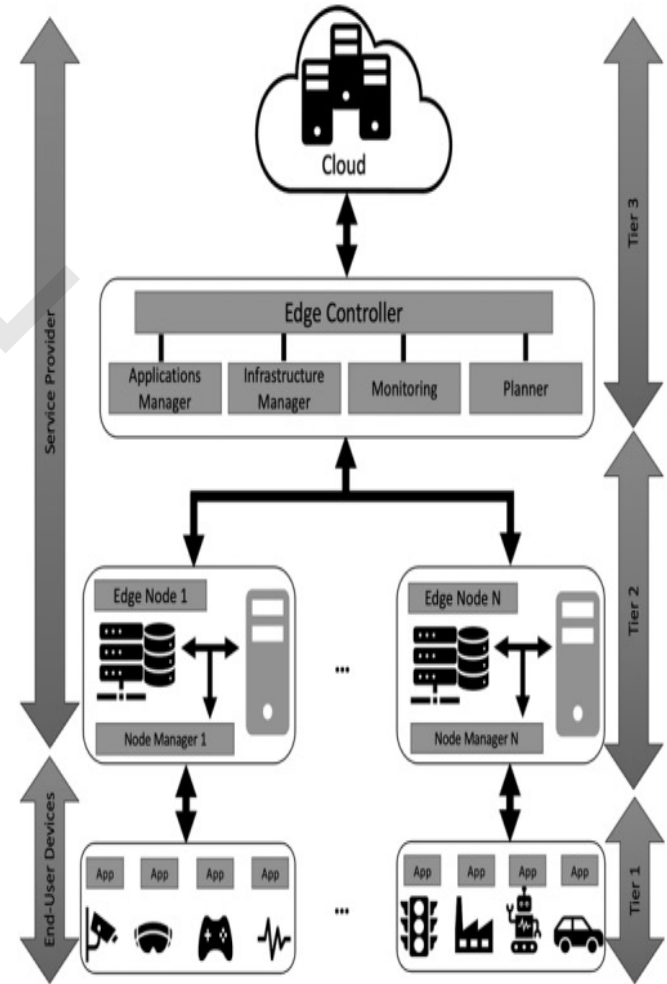 Cloud
Edge Controller
Applications
Manager
Infrastructure
Manager
Monitoring
Planner
Edge Node 1
Node Manager 1
...
Edge Node N
Node Manager N
App
App
App
App
...
App
App
App
App
Service Provider
End-User Devices
Tier 3
Tier 2
Tier 1